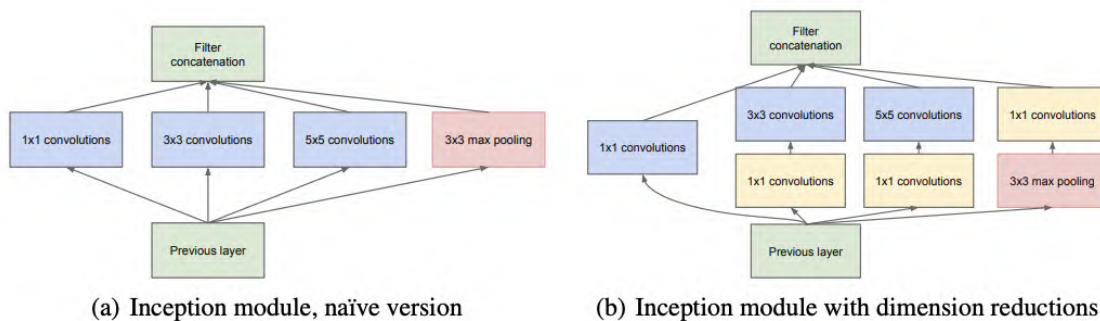 Filter
concatenation
1x1 convolutions
3x3 convolutions
5x5 convolutions
3x3 max pooling
Previous layer
(a) Inception module, naïve version
Filter
concatenation
3x3 convolutions
5x5 convolutions
1x1 convolutions
1x1 convolutions
1x1 convolutions
1x1 convolutions
3x3 max pooling
Previous layer
(b) Inception module with dimension reductions